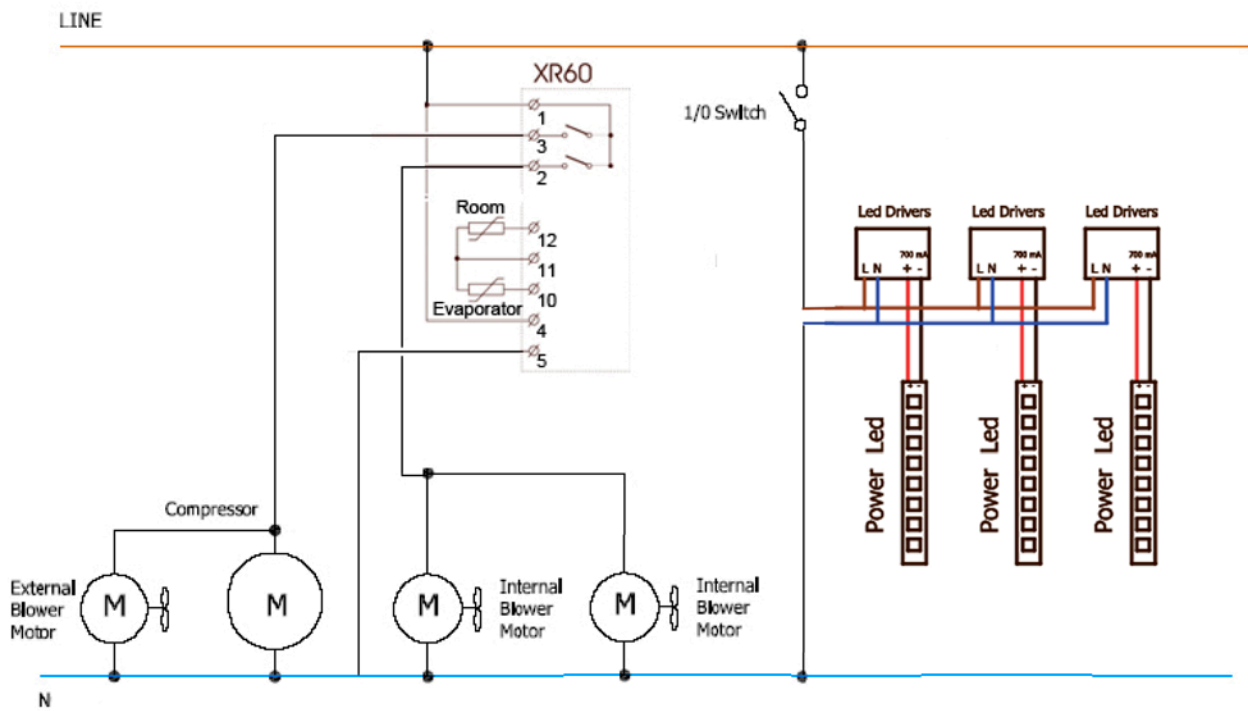 LINE
XR60
1
3
2
1/0 Switch
Room
12
11
10
Evaporator
4
5
Led Drivers
Led Drivers
Led Drivers
700 mA
700 mA
700 mA
L N + -
L N + -
L N + -
+ -
+ -
+ -
Power Led
Power Led
Power Led
Compressor
External
Blower
Motor
M
M
M
Internal
Blower
Motor
M
Internal
Blower
Motor
N